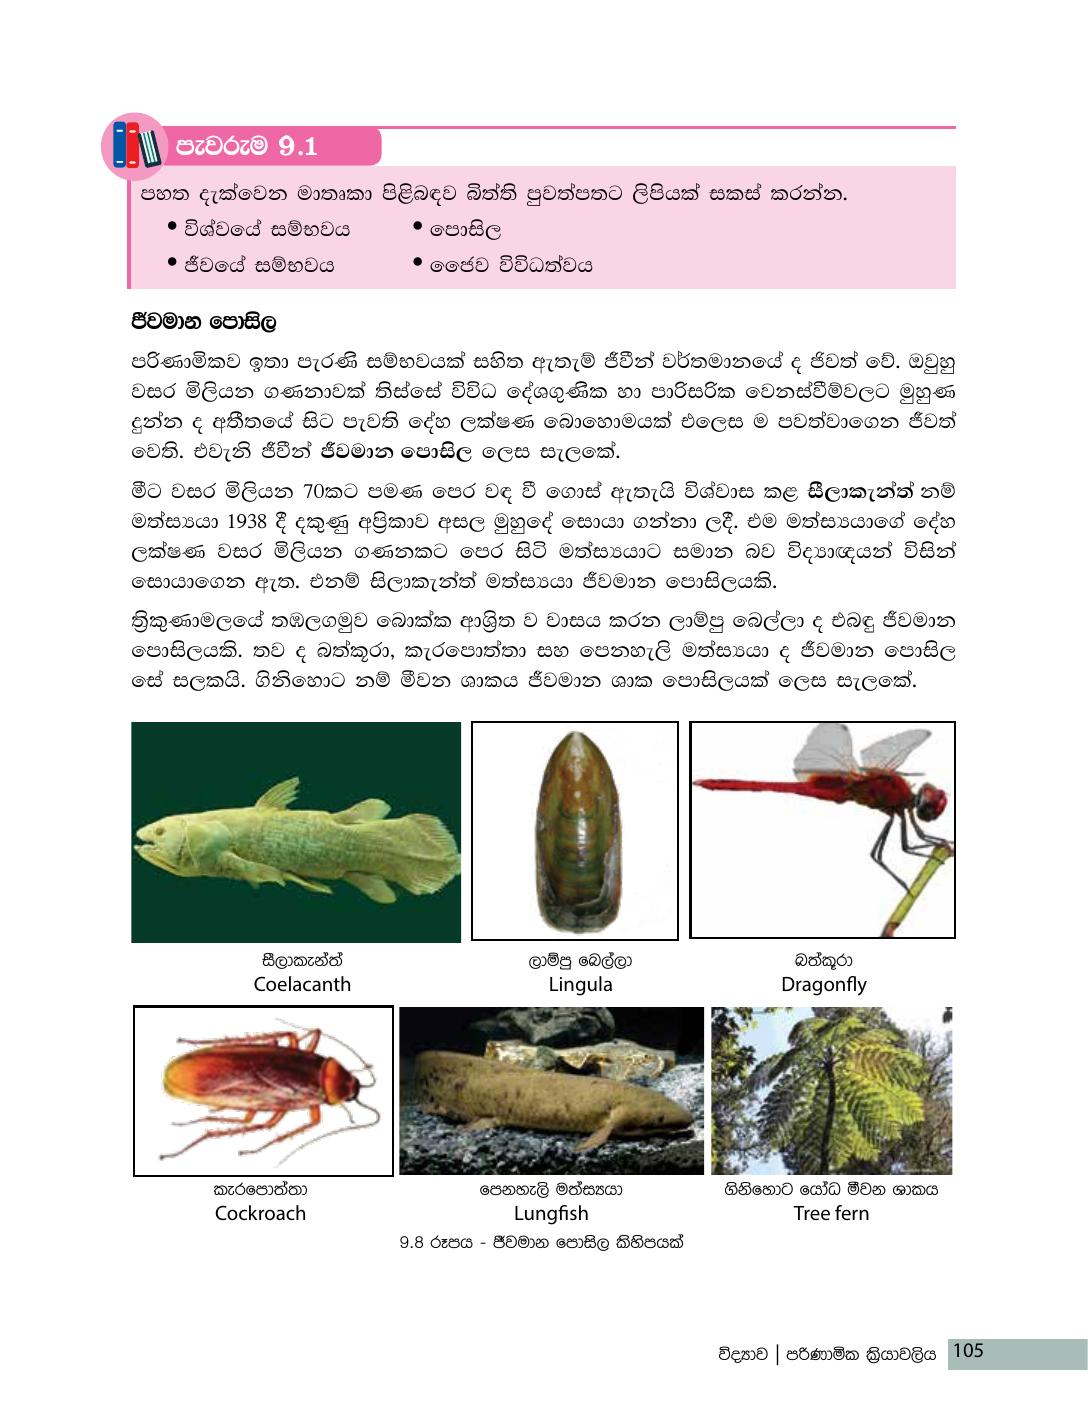 පැවරුම 9.1
පහත දැක්වෙන මාතෘකා පිළිබඳව බිත්ති පුවත්පතට ලිපියක් සකස් කරන්න.
• විශ්වයේ සම්භවය • පොසිල
• ජීවයේ සම්භවය • ජෛව විවිධත්වය
ජීවමාන පොසිල
පරිණාමිකව ඉතා පැරණි සම්භවයක් සහිත ඇතැම් ජීවීන් වර්තමානයේ ද ජිවත් වේ. ඔවුහු
වසර මිලියන ගණනාවක් තිස්සේ විවිධ දේශගුණික හා පාරිසරික වෙනස්වීම්වලට මුහුණ
දුන්න ද අතීතයේ සිට පැවති දේහ ලක්ෂණ බොහොමයක් එලෙස ම පවත්වාගෙන ජීවත්
වෙති. එවැනි ජීවීන් ජීවමාන පොසිල ලෙස සැලකේ.
මීට වසර මිලියන 70කට පමණ පෙර වඳ වී ගොස් ඇතැයි විශ්වාස කළ සීලාකැන්ත් නම්
මත්ස්‍යයා 1938 දී දකුණු අප්‍රිකාව අසල මුහුදේ සොයා ගන්නා ලදී. එම මත්ස්‍යයාගේ දේහ
ලක්ෂණ වසර මිලියන ගණනකට පෙර සිටි මත්ස්‍යයාට සමාන බව විද්‍යාඥයන් විසින්
සොයාගෙන ඇත. එනම් සිලාකැන්ත් මත්ස්‍යයා ජීවමාන පොසිලයකි.
ත්‍රිකුණාමලයේ තඹලගමුව බොක්ක ආශ්‍රිත ව වාසය කරන ලාම්පු බෙල්ලා ද එබඳු ජීවමාන
පොසිලයකි. තව ද බත්කූරා, කැරපොත්තා සහ පෙනහැලි මත්ස්‍යයා ද ජීවමාන පොසිල
සේ සලකයි. ගිනිහොට නම් මීවන ශාකය ජීවමාන ශාක පොසිලයක් ලෙස සැලකේ.
සීලාකැන්ත් ලාම්පු බෙල්ලා බත්කූරා
Coelacanth Lingula Dragonfly
කැරපොත්තා පෙනහැලි මත්ස්‍යයා ගිනිහොට යෝධ මීවන ශාකය
Cockroach Lungfish Tree fern
9.8 රූපය - ජීවමාන පොසිල කිහිපයක්
විද්‍යාව | පරිණාමික ක්‍රියාවලිය 105